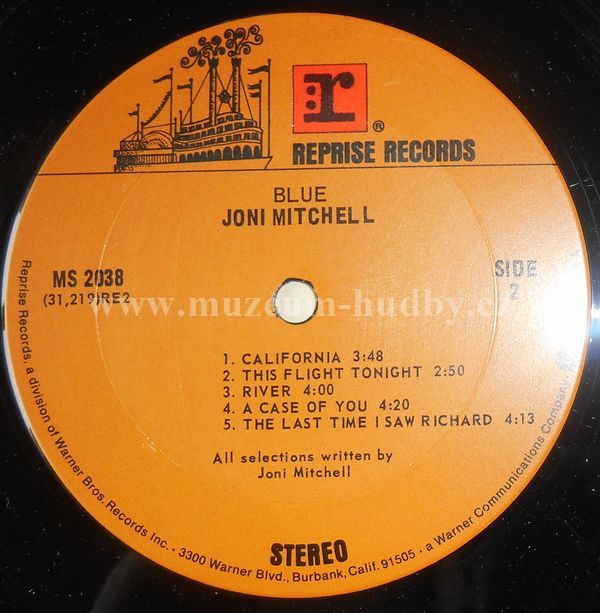 r
®
REPRISE RECORDS
BLUE
JONI MITCHELL
MS 2038
(31,219)RE2
SIDE
2
www.muzeum-hudby.cz
1. CALIFORNIA 3:48
2. THIS FLIGHT TONIGHT 2:50
3. RIVER 4:00
4. A CASE OF YOU 4:20
5. THE LAST TIME I SAW RICHARD 4:13
All selections written by
Joni Mitchell
STEREO
Reprise Records, a division of Warner Bros. Records Inc. · 3300 Warner Blvd., Burbank, Calif. 91505 · a Warner Communications Company.